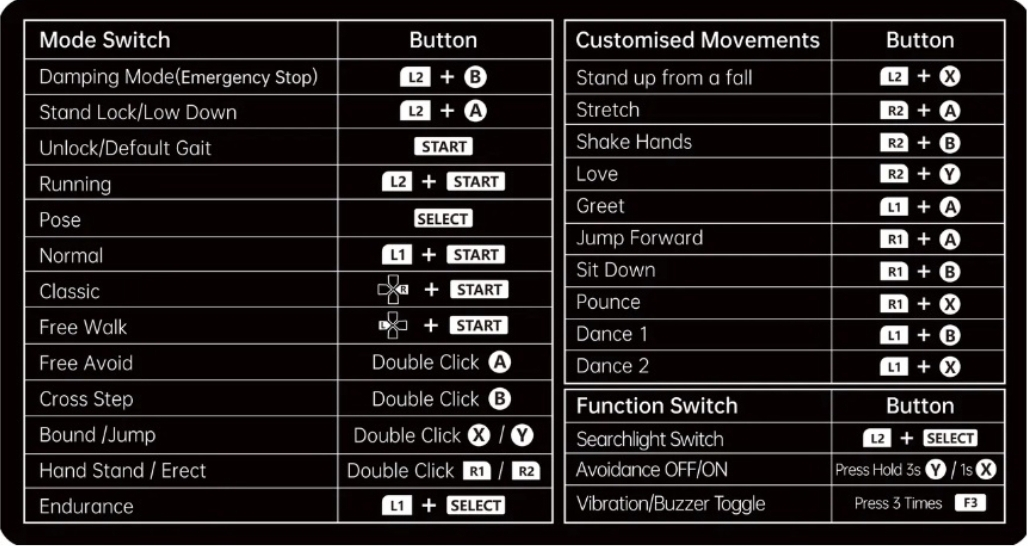 Mode Switch Button
Damping Mode(Emergency Stop) L2 + B
Stand Lock/Low Down L2 + A
Unlock/Default Gait START
Running L2 + START
Pose SELECT
Normal L1 + START
Classic R + START
Free Walk L + START
Free Avoid Double Click A
Cross Step Double Click B
Bound /Jump Double Click X / Y
Hand Stand / Erect Double Click R1 / R2
Endurance L1 + SELECT
Customised Movements Button
Stand up from a fall L2 + X
Stretch R2 + A
Shake Hands R2 + B
Love R2 + Y
Greet L1 + A
Jump Forward R1 + A
Sit Down R1 + B
Pounce R1 + X
Dance 1 L1 + B
Dance 2 L1 + X
Function Switch Button
Searchlight Switch L2 + SELECT
Avoidance OFF/ON Press Hold 3s Y / 1s X
Vibration/Buzzer Toggle Press 3 Times F3